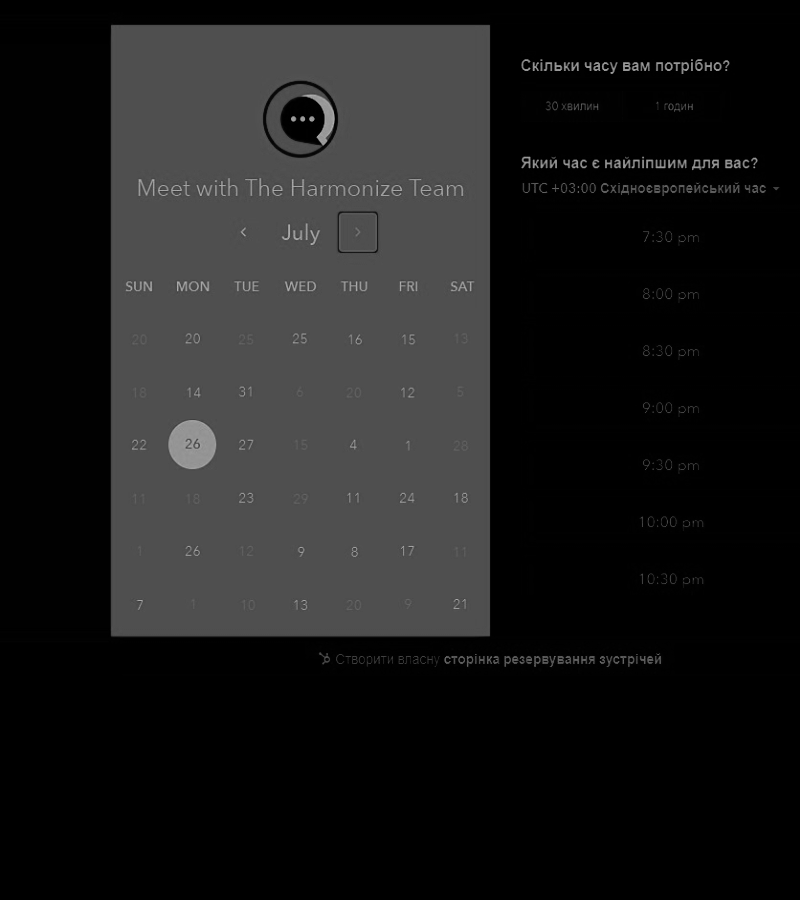 Meet with The Harmonize Team
July
SUN MON TUE WED THU FRI SAT
20 20 25 25 16 15 13
18 14 31 6 20 12 5
22 26 27 15 4 1 28
11 18 23 29 11 24 18
1 26 12 9 8 17 11
7 1 10 13 20 9 21
Скільки часу вам потрібно?
30 хвилин 1 годин
Який час є найліпшим для вас?
UTC +03:00 Східноєвропейський час
7:30 pm
8:00 pm
8:30 pm
9:00 pm
9:30 pm
10:00 pm
10:30 pm
Створити власну сторінка резервування зустрічей